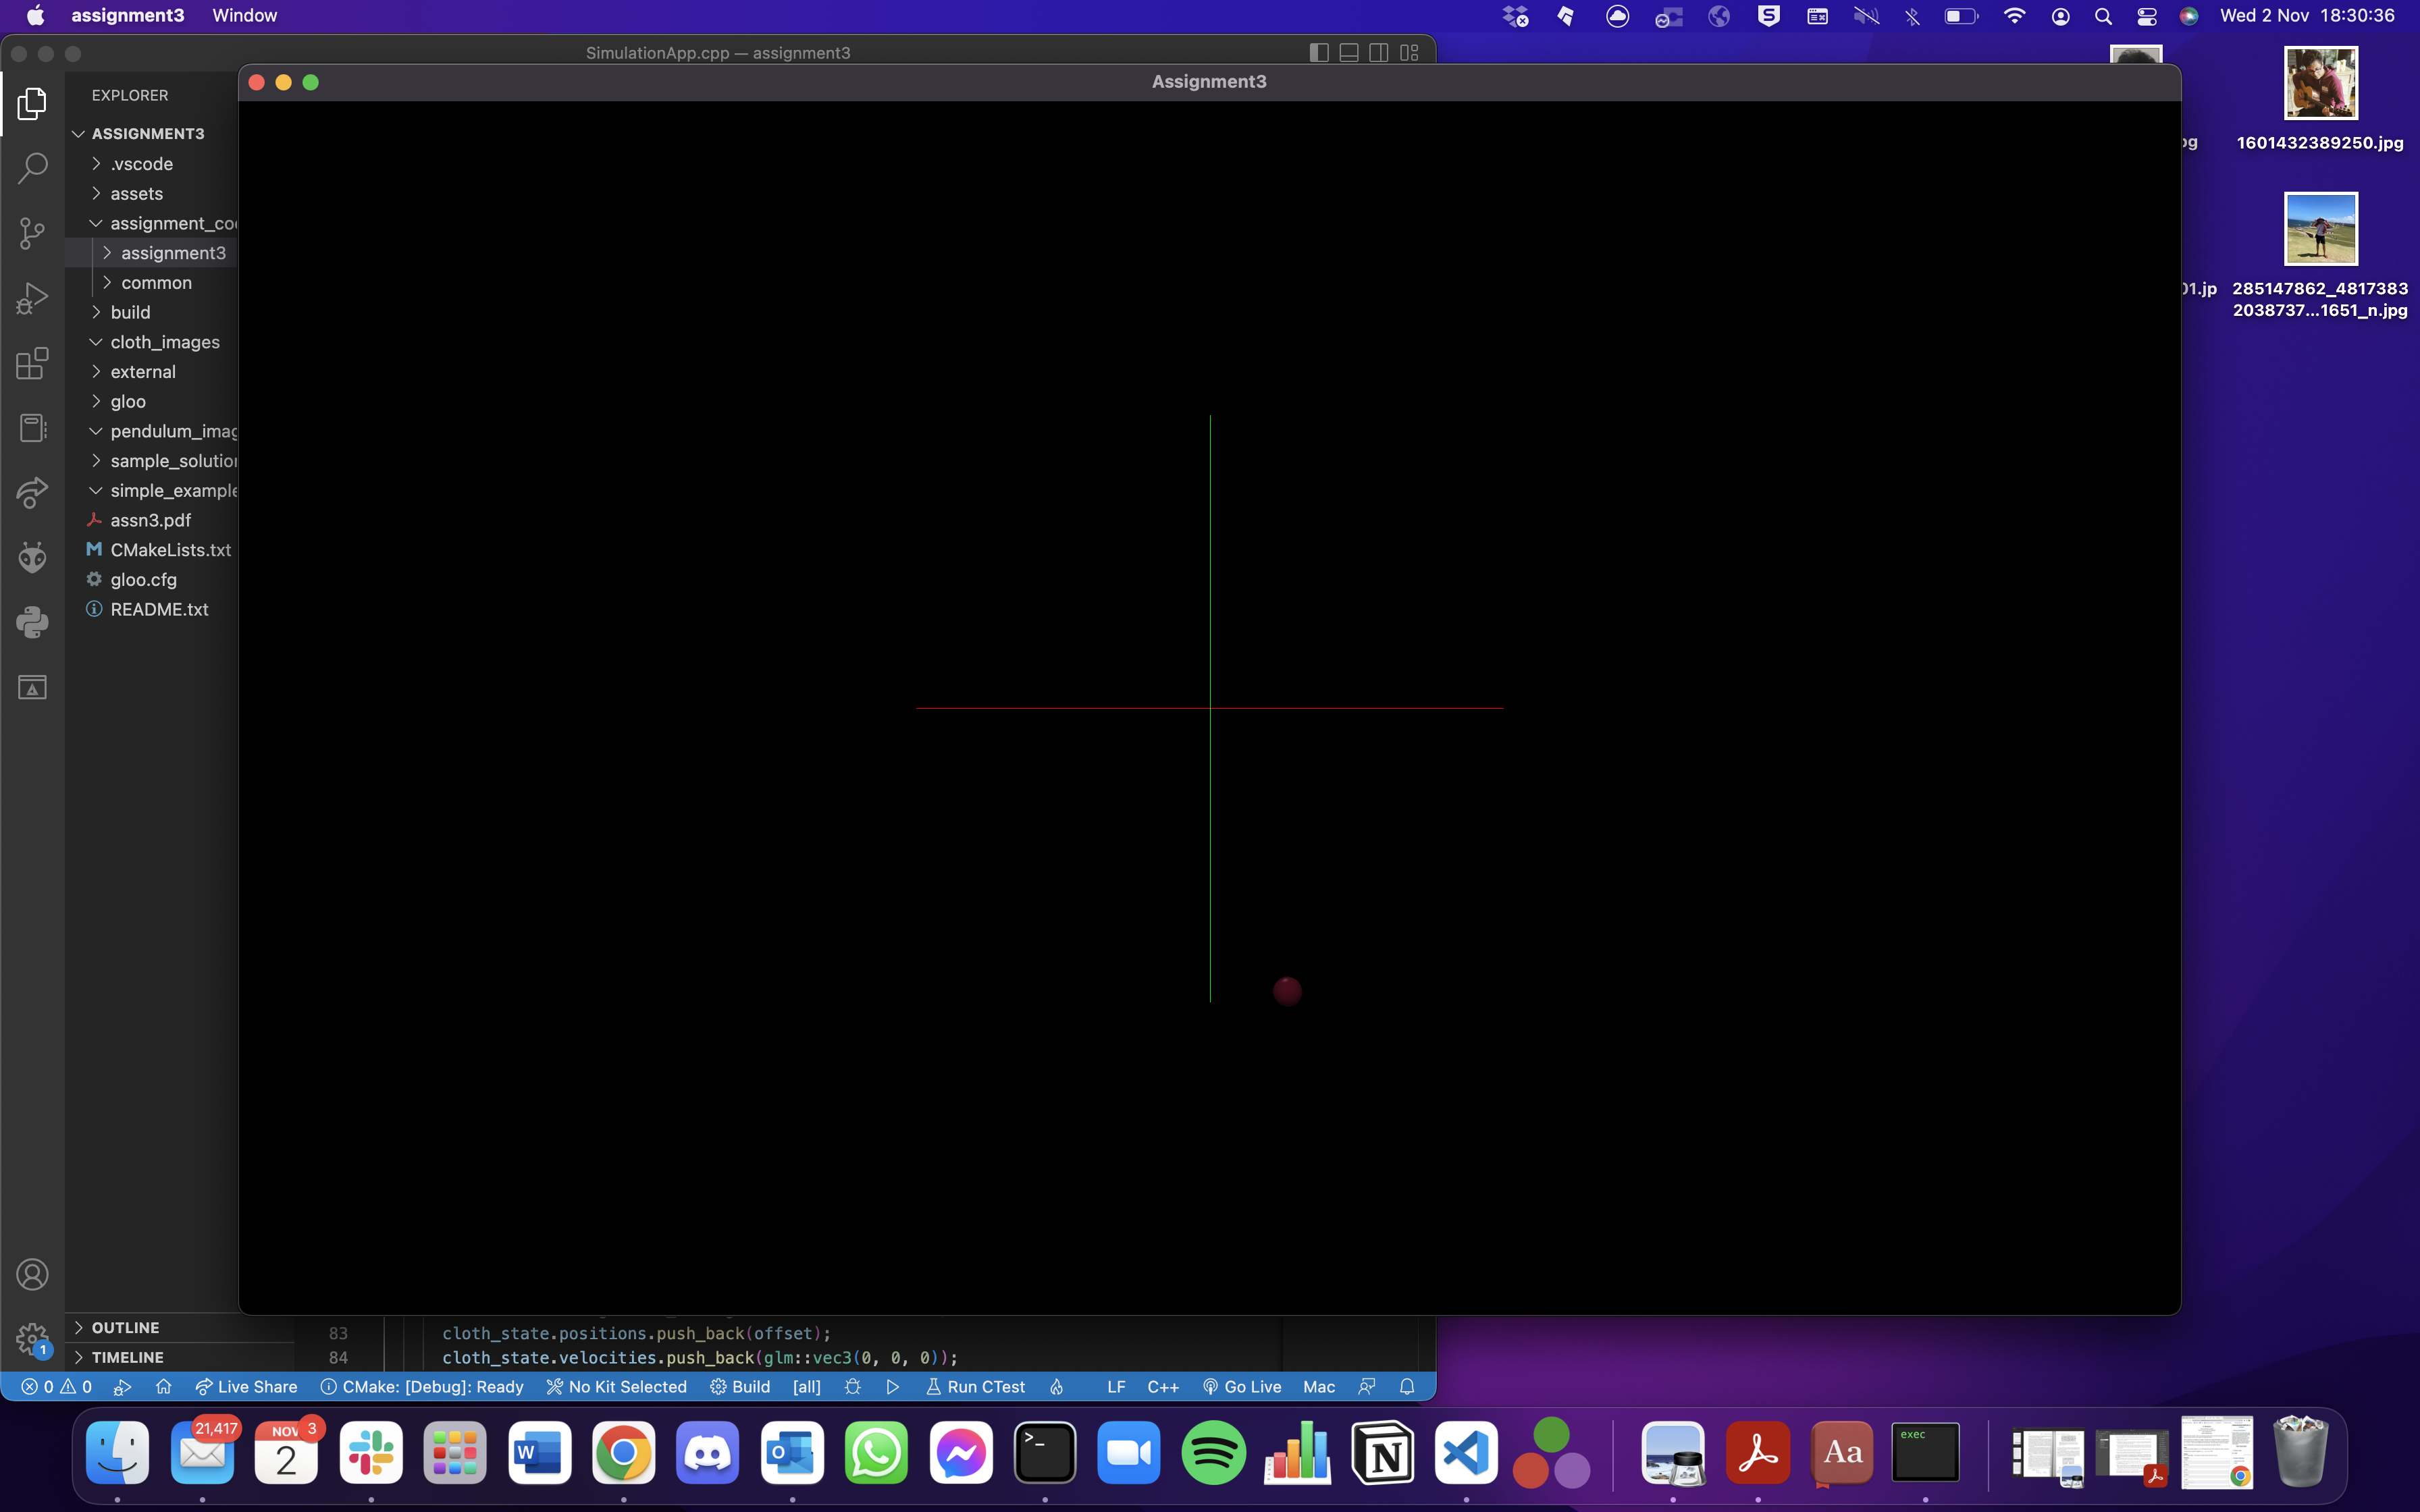 assignment3 Window
Wed 2 Nov 18:30:36
SimulationApp.cpp — assignment3
Assignment3
EXPLORER
ASSIGNMENT3
.vscode
assets
assignment_co
assignment3
common
build
cloth_images
external
gloo
pendulum_imag
sample_solution
simple_example
assn3.pdf
CMakeLists.txt
gloo.cfg
README.txt
OUTLINE
TIMELINE
83 cloth_state.positions.push_back(offset);
84 cloth_state.velocities.push_back(glm::vec3(0, 0, 0));
1
0 0 Live Share CMake: [Debug]: Ready No Kit Selected Build [all] Run CTest LF C++ Go Live Mac
1601432389250.jpg
pg
285147862_4817383
2038737...1651_n.jpg
01.jp
21,417
NOV 3
2
W
O
>_
N
Aa
exec